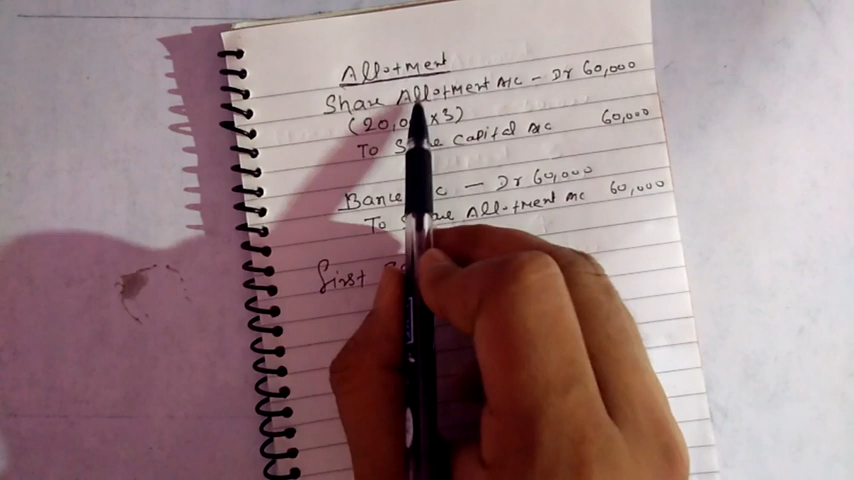 Allotment
Share Allotment A/C - Dr 60,000
(20,0 x3)
To Capital A/C 60,000
Bance - Dr 60,000
To Allotment A/C 60,000
First